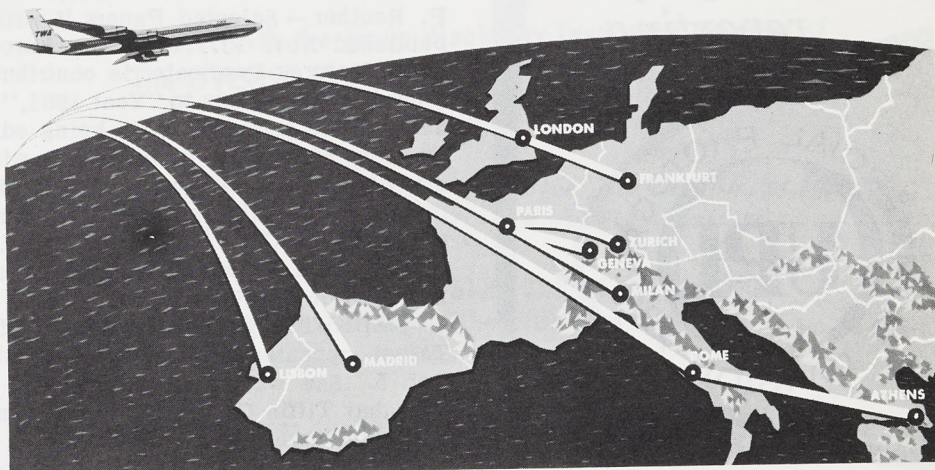 TWA
LONDON
FRANKFURT
PARIS
ZURICH
GENEVA
MILAN
ROME
MADRID
LISBON
ATHENS